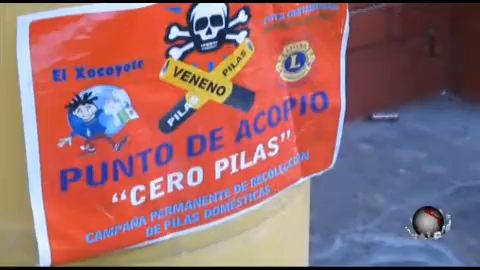 El Xocoyote
VENENO
PILAS
PILAS
L
PUNTO DE ACOPIO
"CERO PILAS"
CAMPAÑA PERMANENTE DE RECOLECCIÓN
DE PILAS DOMÉSTICAS